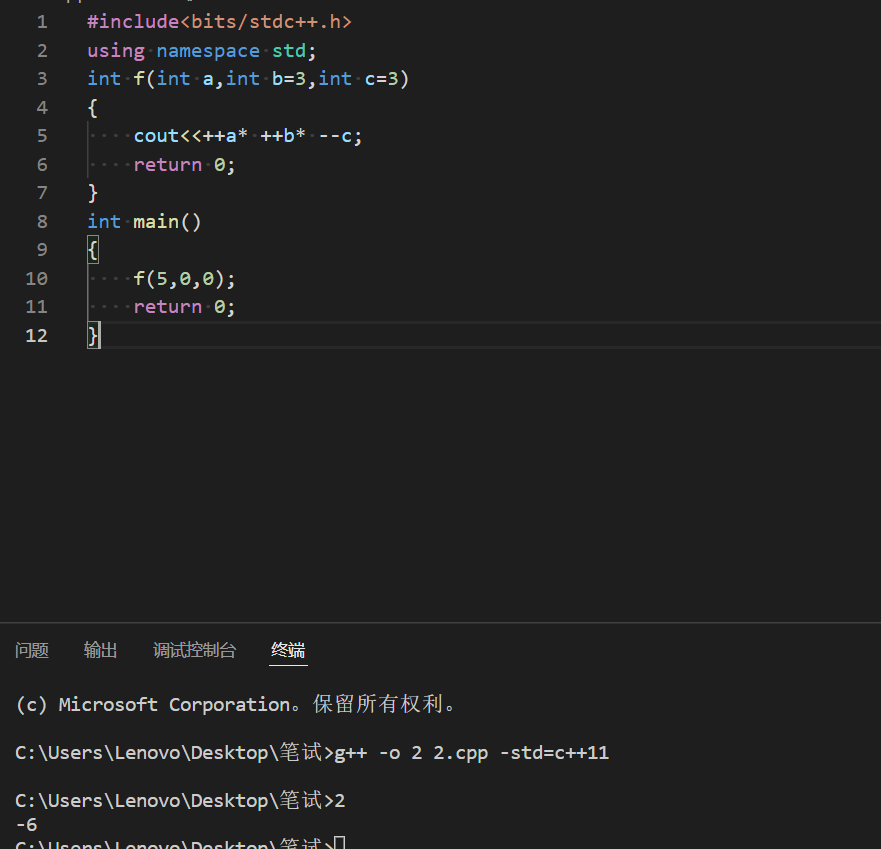 1 #include<bits/stdc++.h>
2 using namespace std;
3 int f(int a,int b=3,int c=3)
4 {
5 cout<<++a* ++b* --c;
6 return 0;
7 }
8 int main()
9 {
10 f(5,0,0);
11 return 0;
12 }
问题 输出 调试控制台 终端
(c) Microsoft Corporation。保留所有权利。
C:\Users\Lenovo\Desktop\笔试>g++ -o 2 2.cpp -std=c++11
C:\Users\Lenovo\Desktop\笔试>2
-6
C:\Users\Lenovo\Desktop\笔试>